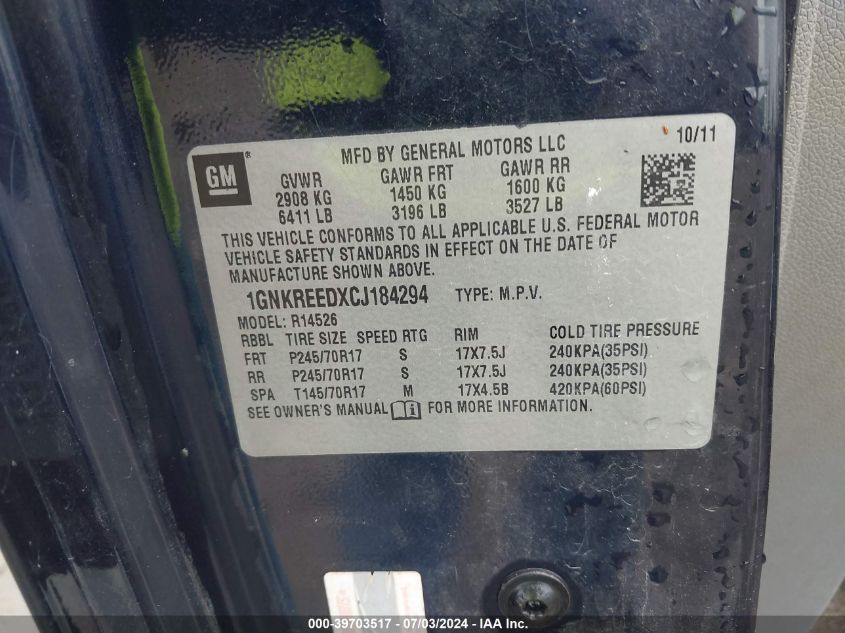 10/11
MFD BY GENERAL MOTORS LLC
GM®
GVWR GAWR FRT GAWR RR
2908 KG 1450 KG 1600 KG
6411 LB 3196 LB 3527 LB
THIS VEHICLE CONFORMS TO ALL APPLICABLE U.S. FEDERAL MOTOR
VEHICLE SAFETY STANDARDS IN EFFECT ON THE DATE OF
MANUFACTURE SHOWN ABOVE.
1GNKREEDXCJ184294 TYPE: M.P.V.
MODEL: R14526
RBBL TIRE SIZE SPEED RTG RIM COLD TIRE PRESSURE
FRT P245/70R17 S 17X7.5J 240KPA(35PSI)
RR P245/70R17 S 17X7.5J 240KPA(35PSI)
SPA T145/70R17 M 17X4.5B 420KPA(60PSI)
SEE OWNER'S MANUAL i FOR MORE INFORMATION.
000-39703517 - 07/03/2024 - IAAI.COM